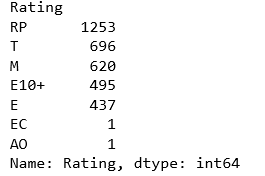 Rating
RP      1253
T        696
M        620
E10+     495
E        437
EC         1
AO         1
Name: Rating, dtype: int64